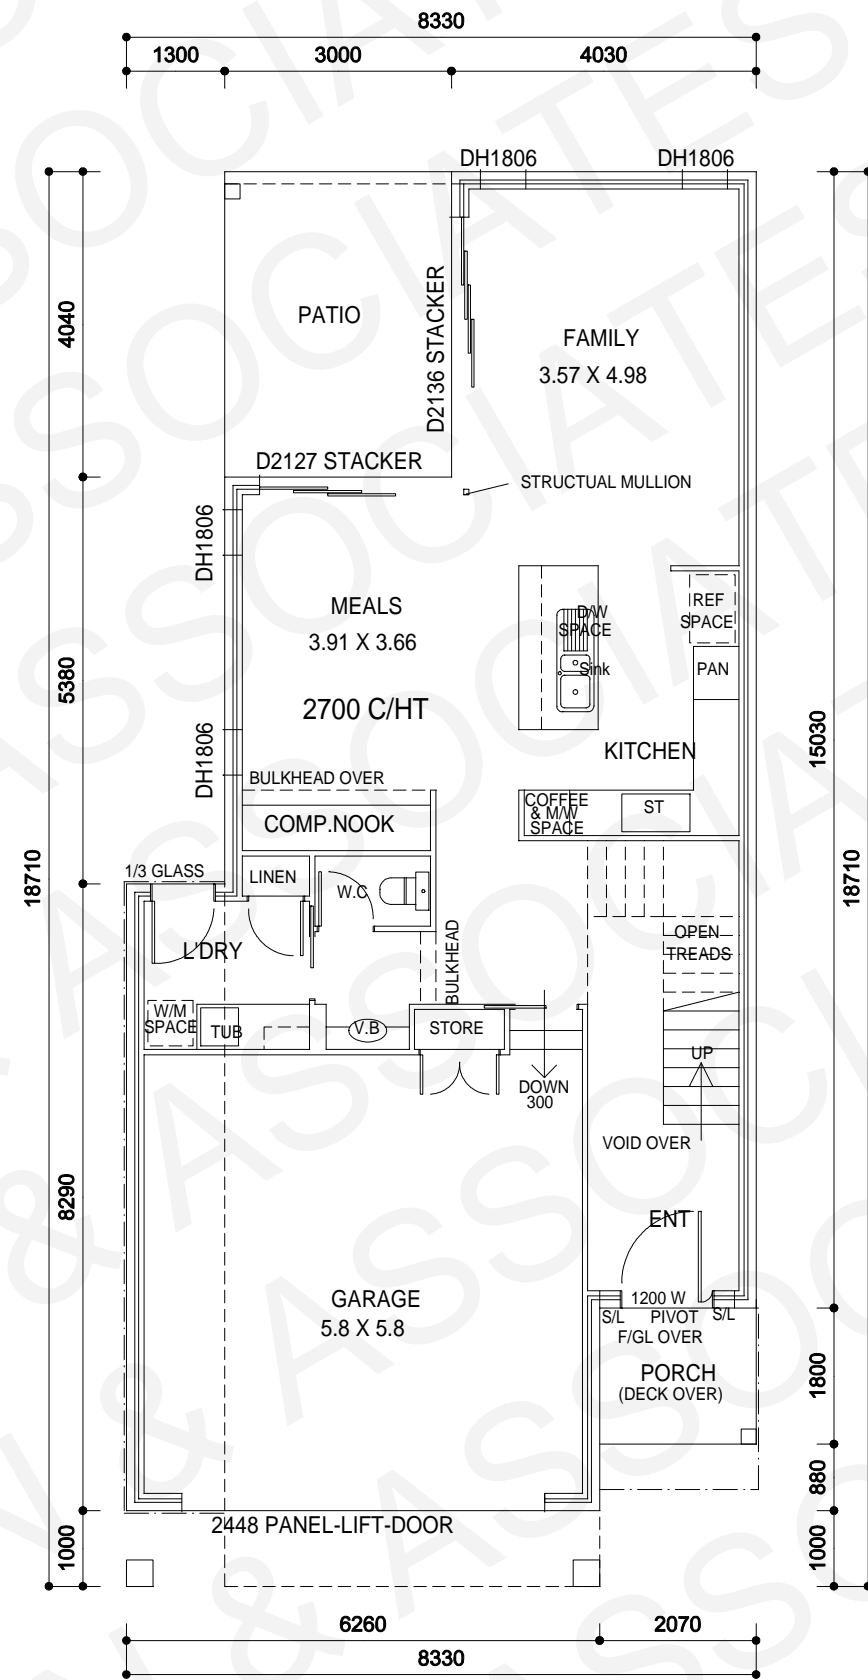 8330
1300
3000
4030
DH1806
DH1806
4040
PATIO
D2136 STACKER
FAMILY
3.57 X 4.98
D2127 STACKER
STRUCTUAL MULLION
DH1806
MEALS
3.91 X 3.66
D/W
SPACE
Sink
REF
SPACE
PAN
5380
2700 C/HT
KITCHEN
DH1806
15030
BULKHEAD OVER
COMP.NOOK
COFFEE
& M/W
SPACE
ST
18710
18710
1/3 GLASS
LINEN
W.C
L'DRY
BULKHEAD
OPEN
TREADS
W/M
SPACE
TUB
V.B
STORE
DOWN
300
UP
VOID OVER
8290
ENT
GARAGE
5.8 X 5.8
1200 W
S/L
PIVOT
S/L
F/GL OVER
PORCH
(DECK OVER)
1800
880
2448 PANEL-LIFT-DOOR
1000
1000
6260
2070
8330
ASSOCIATES
& ASSOCIATES
N & ASSOCIATES